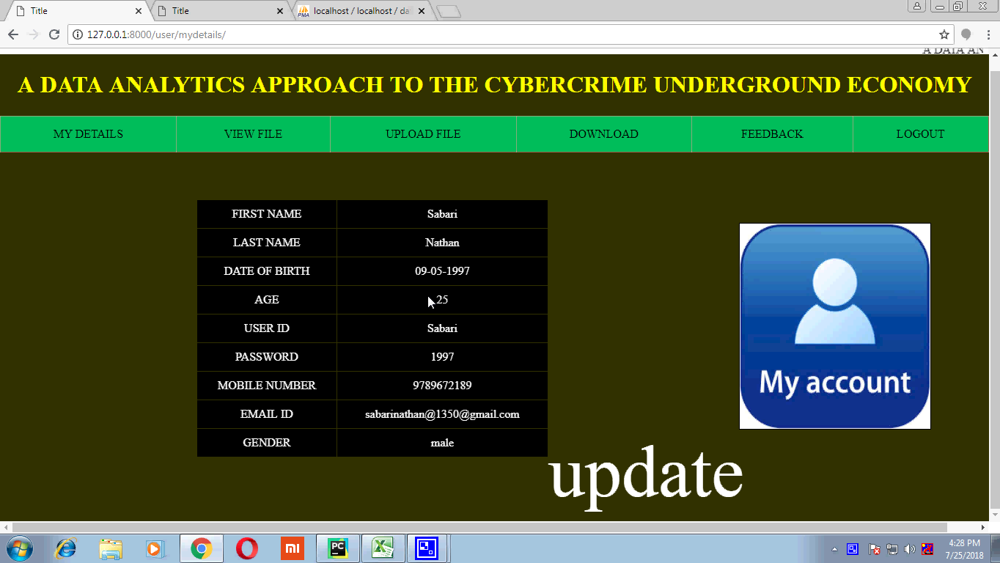 Title
Title
localhost / localhost / da
127.0.0.1:8000/user/mydetails/
A DATA AN
A DATA ANALYTICS APPROACH TO THE CYBERCRIME UNDERGROUND ECONOMY
MY DETAILS VIEW FILE UPLOAD FILE DOWNLOAD FEEDBACK LOGOUT
FIRST NAME Sabari
LAST NAME Nathan
DATE OF BIRTH 09-05-1997
AGE 25
USER ID Sabari
PASSWORD 1997
MOBILE NUMBER 9789672189
EMAIL ID sabarinathan@1350@gmail.com
GENDER male
My account
update
PMA
mi
PC
4:28 PM
7/25/2018